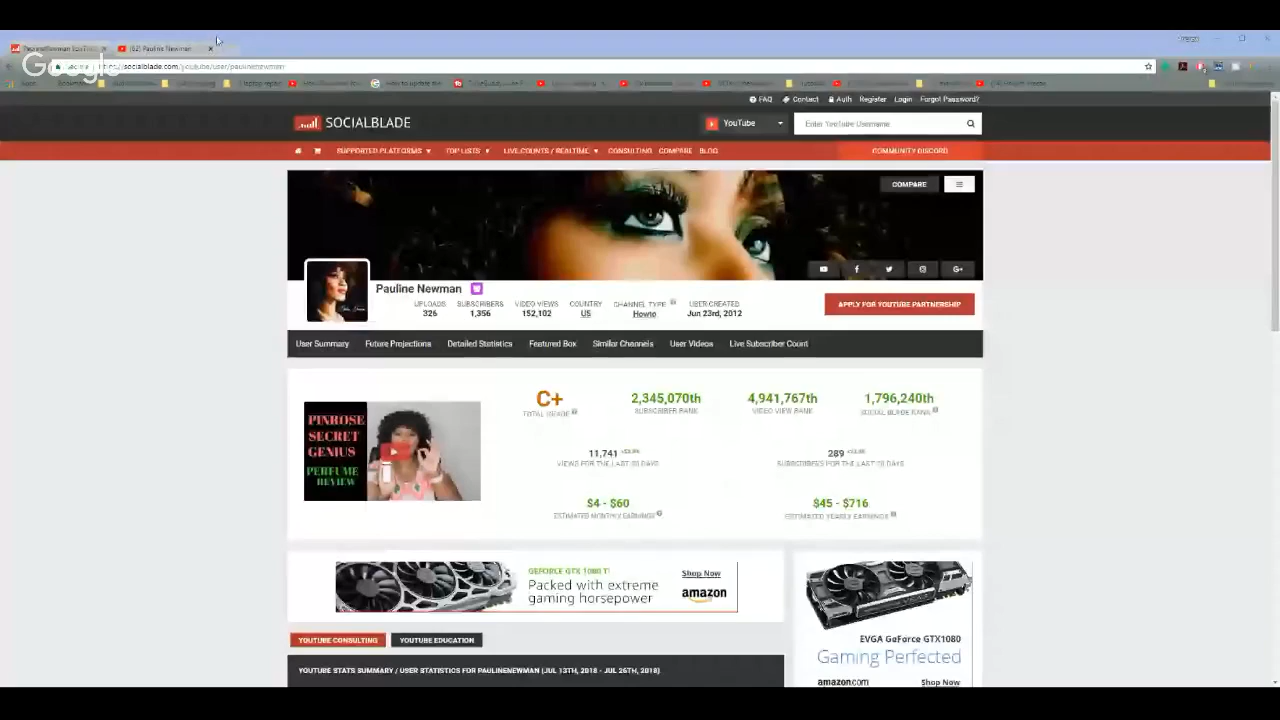 (52) Pauline Newman
Google
socialblade.com/youtube/user/paulinenewman
FAQ Contact Auth Register Login Forgot Password?
SOCIALBLADE
YouTube
Enter YouTube Username
SUPPORTED PLATFORMS TOP LISTS LIVE COUNTS / REALTIME CONSULTING COMPARE BLOG
COMMUNITY DISCORD
COMPARE
Pauline Newman
UPLOADS SUBSCRIBERS VIDEO VIEWS COUNTRY CHANNEL TYPE USER CREATED
326 1,356 152,102 US Howto Jun 23rd, 2012
APPLY FOR YOUTUBE PARTNERSHIP
User Summary Future Projections Detailed Statistics Featured Box Similar Channels User Videos Live Subscriber Count
C+ 2,345,070th 4,941,767th 1,796,240th
TOTAL GRADE SUBSCRIBER RANK VIDEO VIEW RANK SOCIAL BLADE RANK
PINROSE
SECRET
GENIUS
PERFUME
REVIEW
11,741 289
VIEWS FOR THE LAST 30 DAYS SUBSCRIBERS FOR THE LAST 30 DAYS
$4 - $60 $45 - $716
ESTIMATED MONTHLY EARNINGS ESTIMATED YEARLY EARNINGS
GEFORCE GTX 1080 TI
Packed with extreme
gaming horsepower
Shop Now
amazon
EVGA GeForce GTX1080
Gaming Perfected
amazon.com Shop Now
YOUTUBE CONSULTING YOUTUBE EDUCATION
YOUTUBE STATS SUMMARY / USER STATISTICS FOR PAULINENEWMAN (JUL 13TH, 2018 - JUL 26TH, 2018)